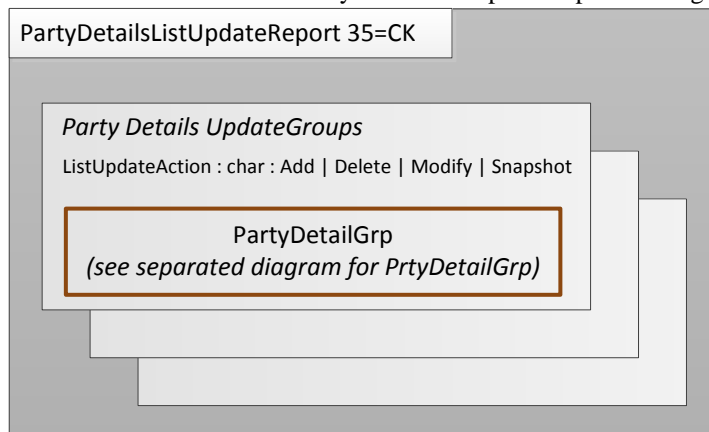 PartyDetailsListUpdateReport 35=CK
Party Details UpdateGroups
ListUpdateAction : char : Add | Delete | Modify | Snapshot
PartyDetailGrp
(see separated diagram for PrtyDetailGrp)